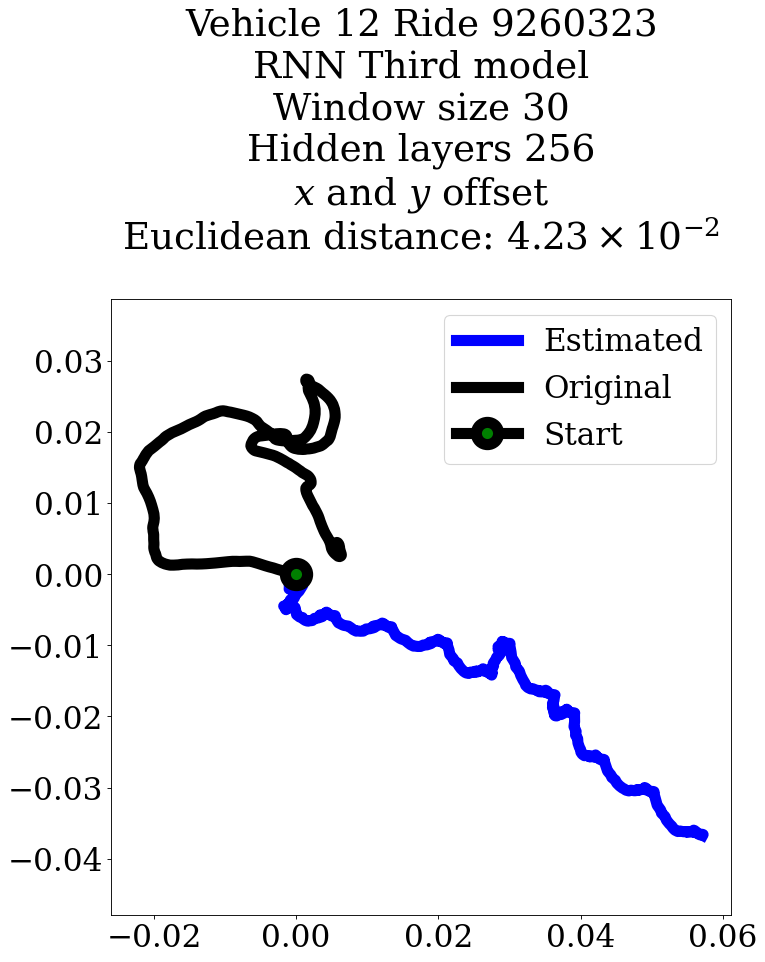 Vehicle 12 Ride 9260323
RNN Third model
Window size 30
Hidden layers 256
x and y offset
Euclidean distance: 4.23 × 10⁻²
Estimated
Original
Start
0.03
0.02
0.01
0.00
−0.01
−0.02
−0.03
−0.04
−0.02 0.00 0.02 0.04 0.06